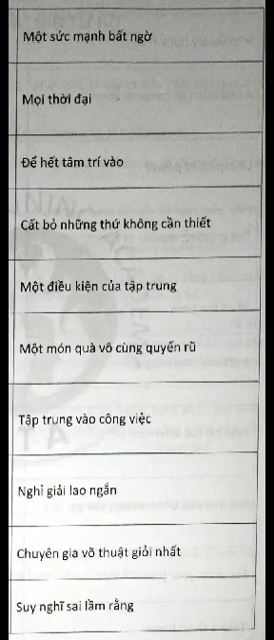 Một sức mạnh bất ngờ
Mọi thời đại
Để hết tâm trí vào
Cất bỏ những thứ không cần thiết
Một điều kiện của tập trung
Một món quà vô cùng quyến rũ
Tập trung vào công việc
Nghỉ giải lao ngắn
Chuyên gia võ thuật giỏi nhất
Suy nghĩ sai lầm rằng